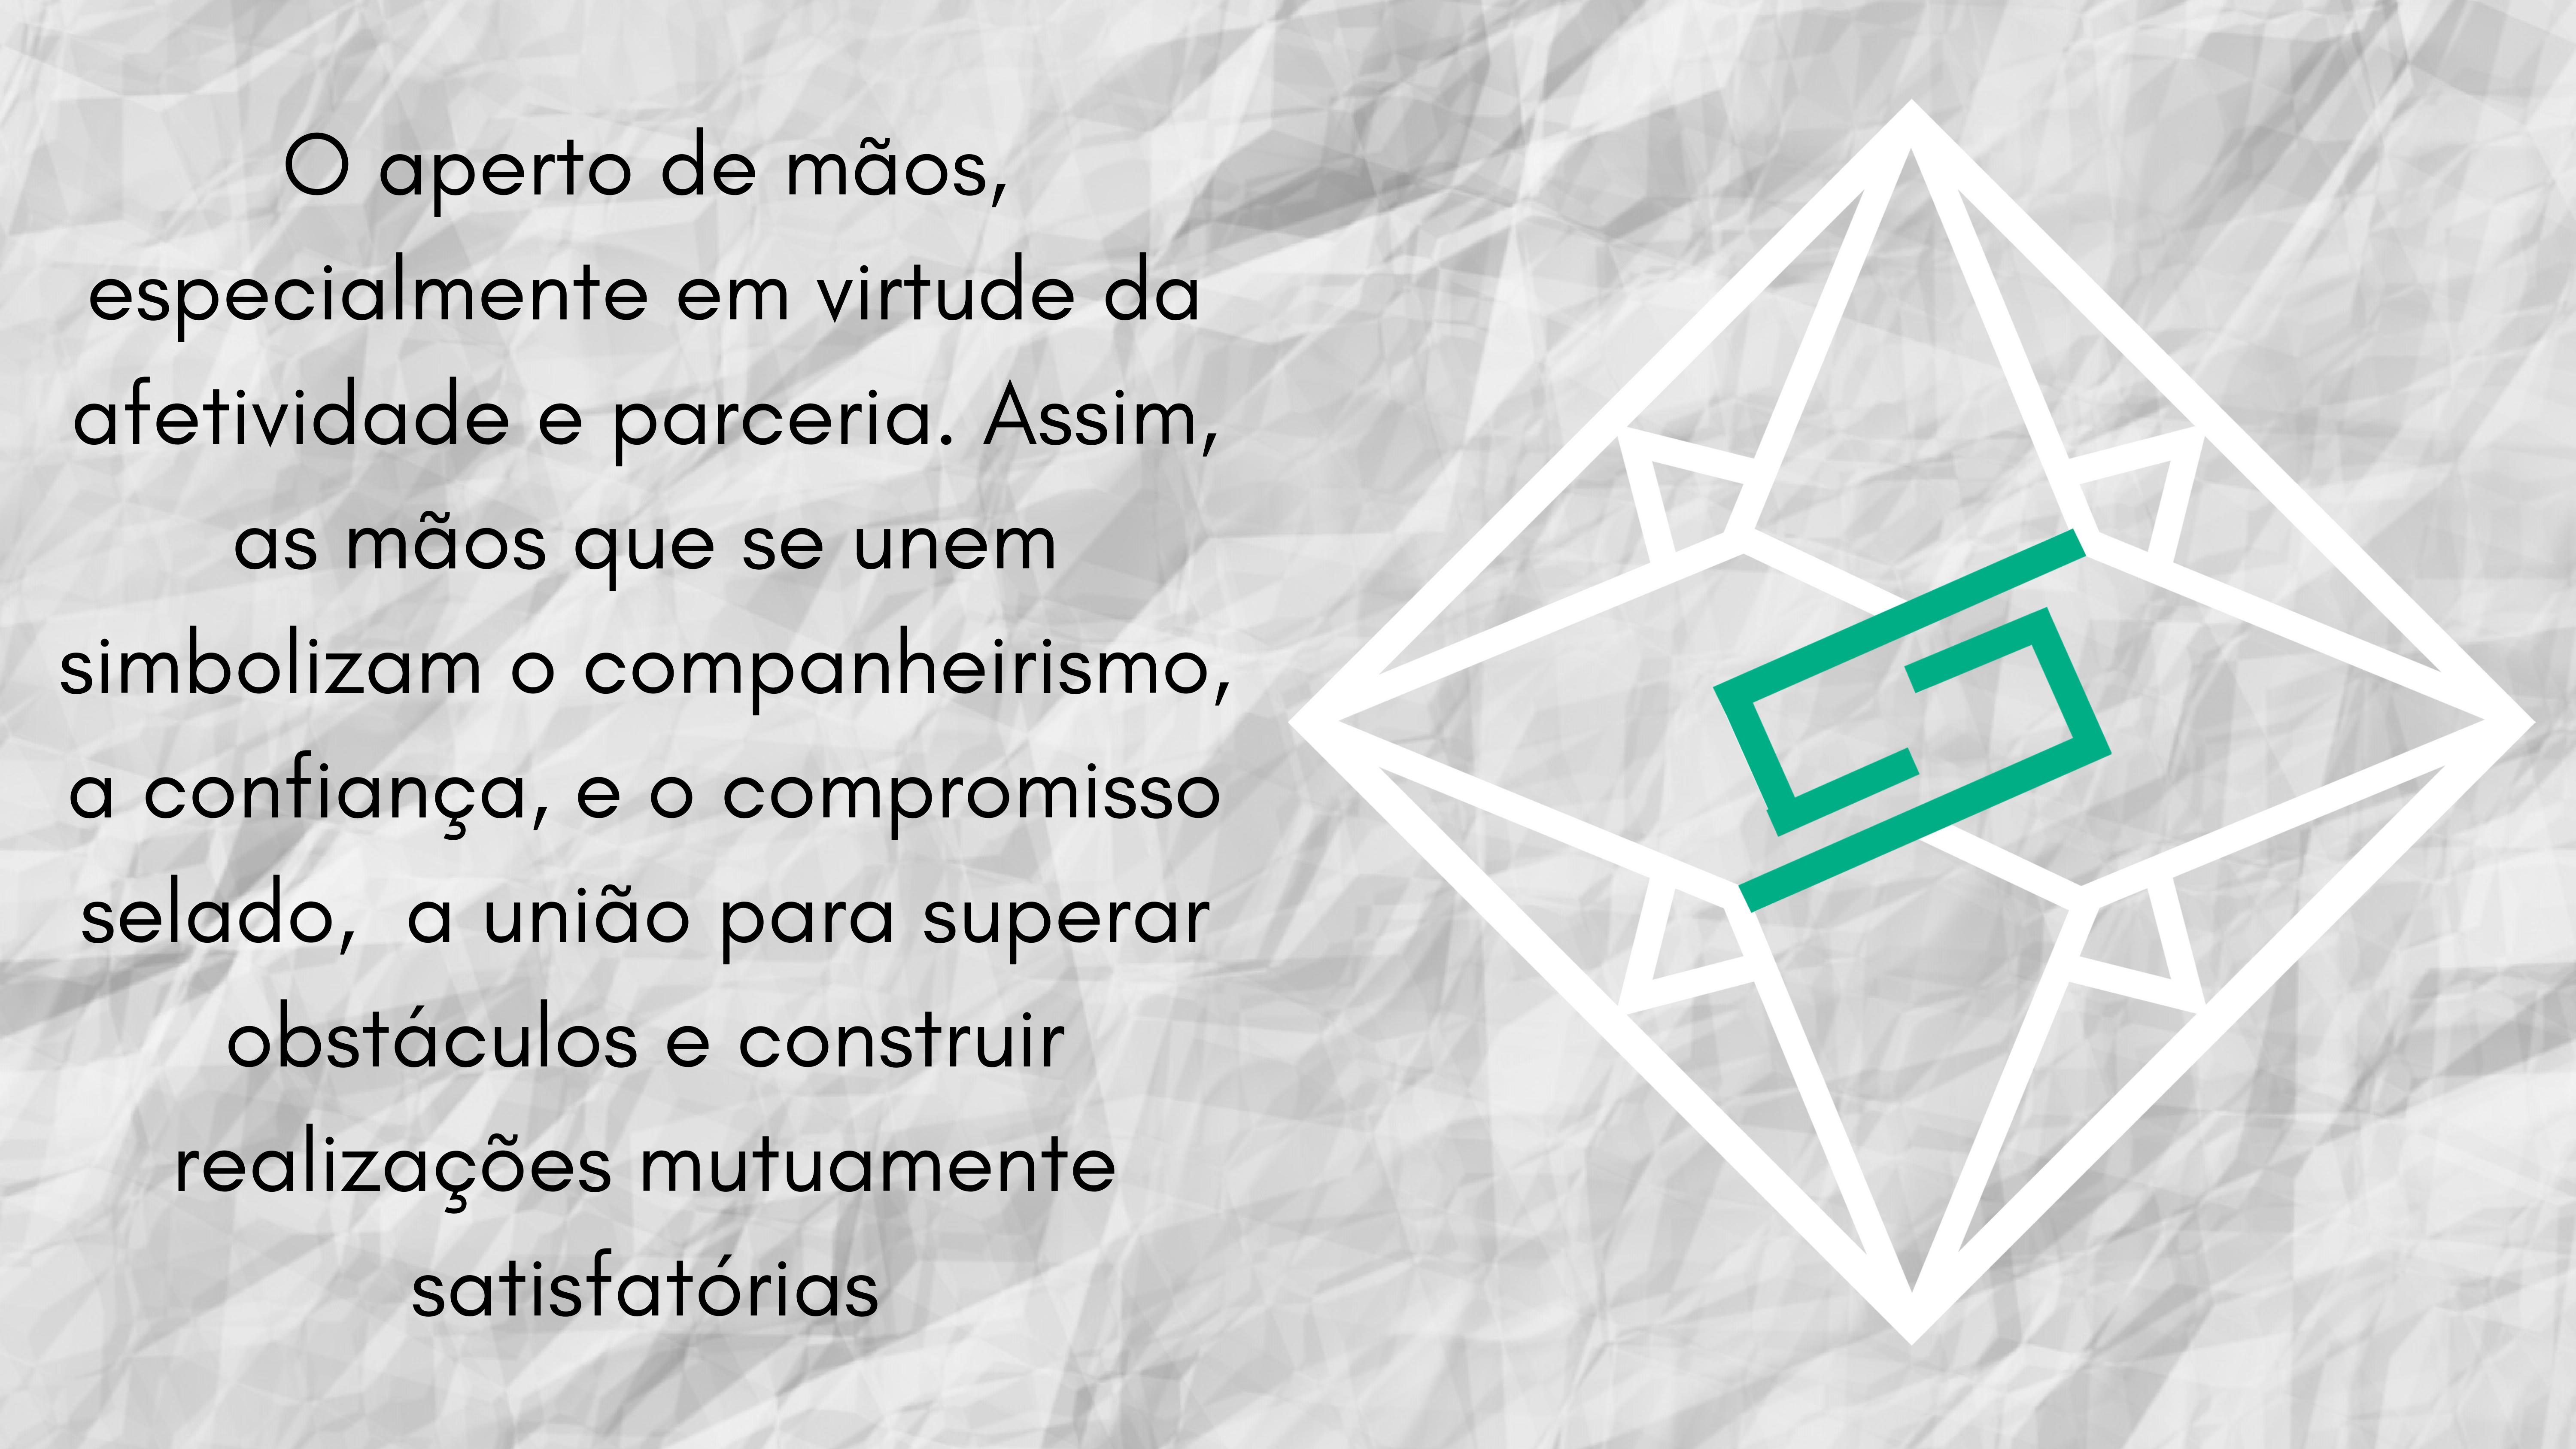 O aperto de mãos,
especialmente em virtude da
afetividade e parceria. Assim,
as mãos que se unem
simbolizam o companheirismo,
a confiança, e o compromisso
selado,  a união para superar
obstáculos e construir
realizações mutuamente
satisfatórias